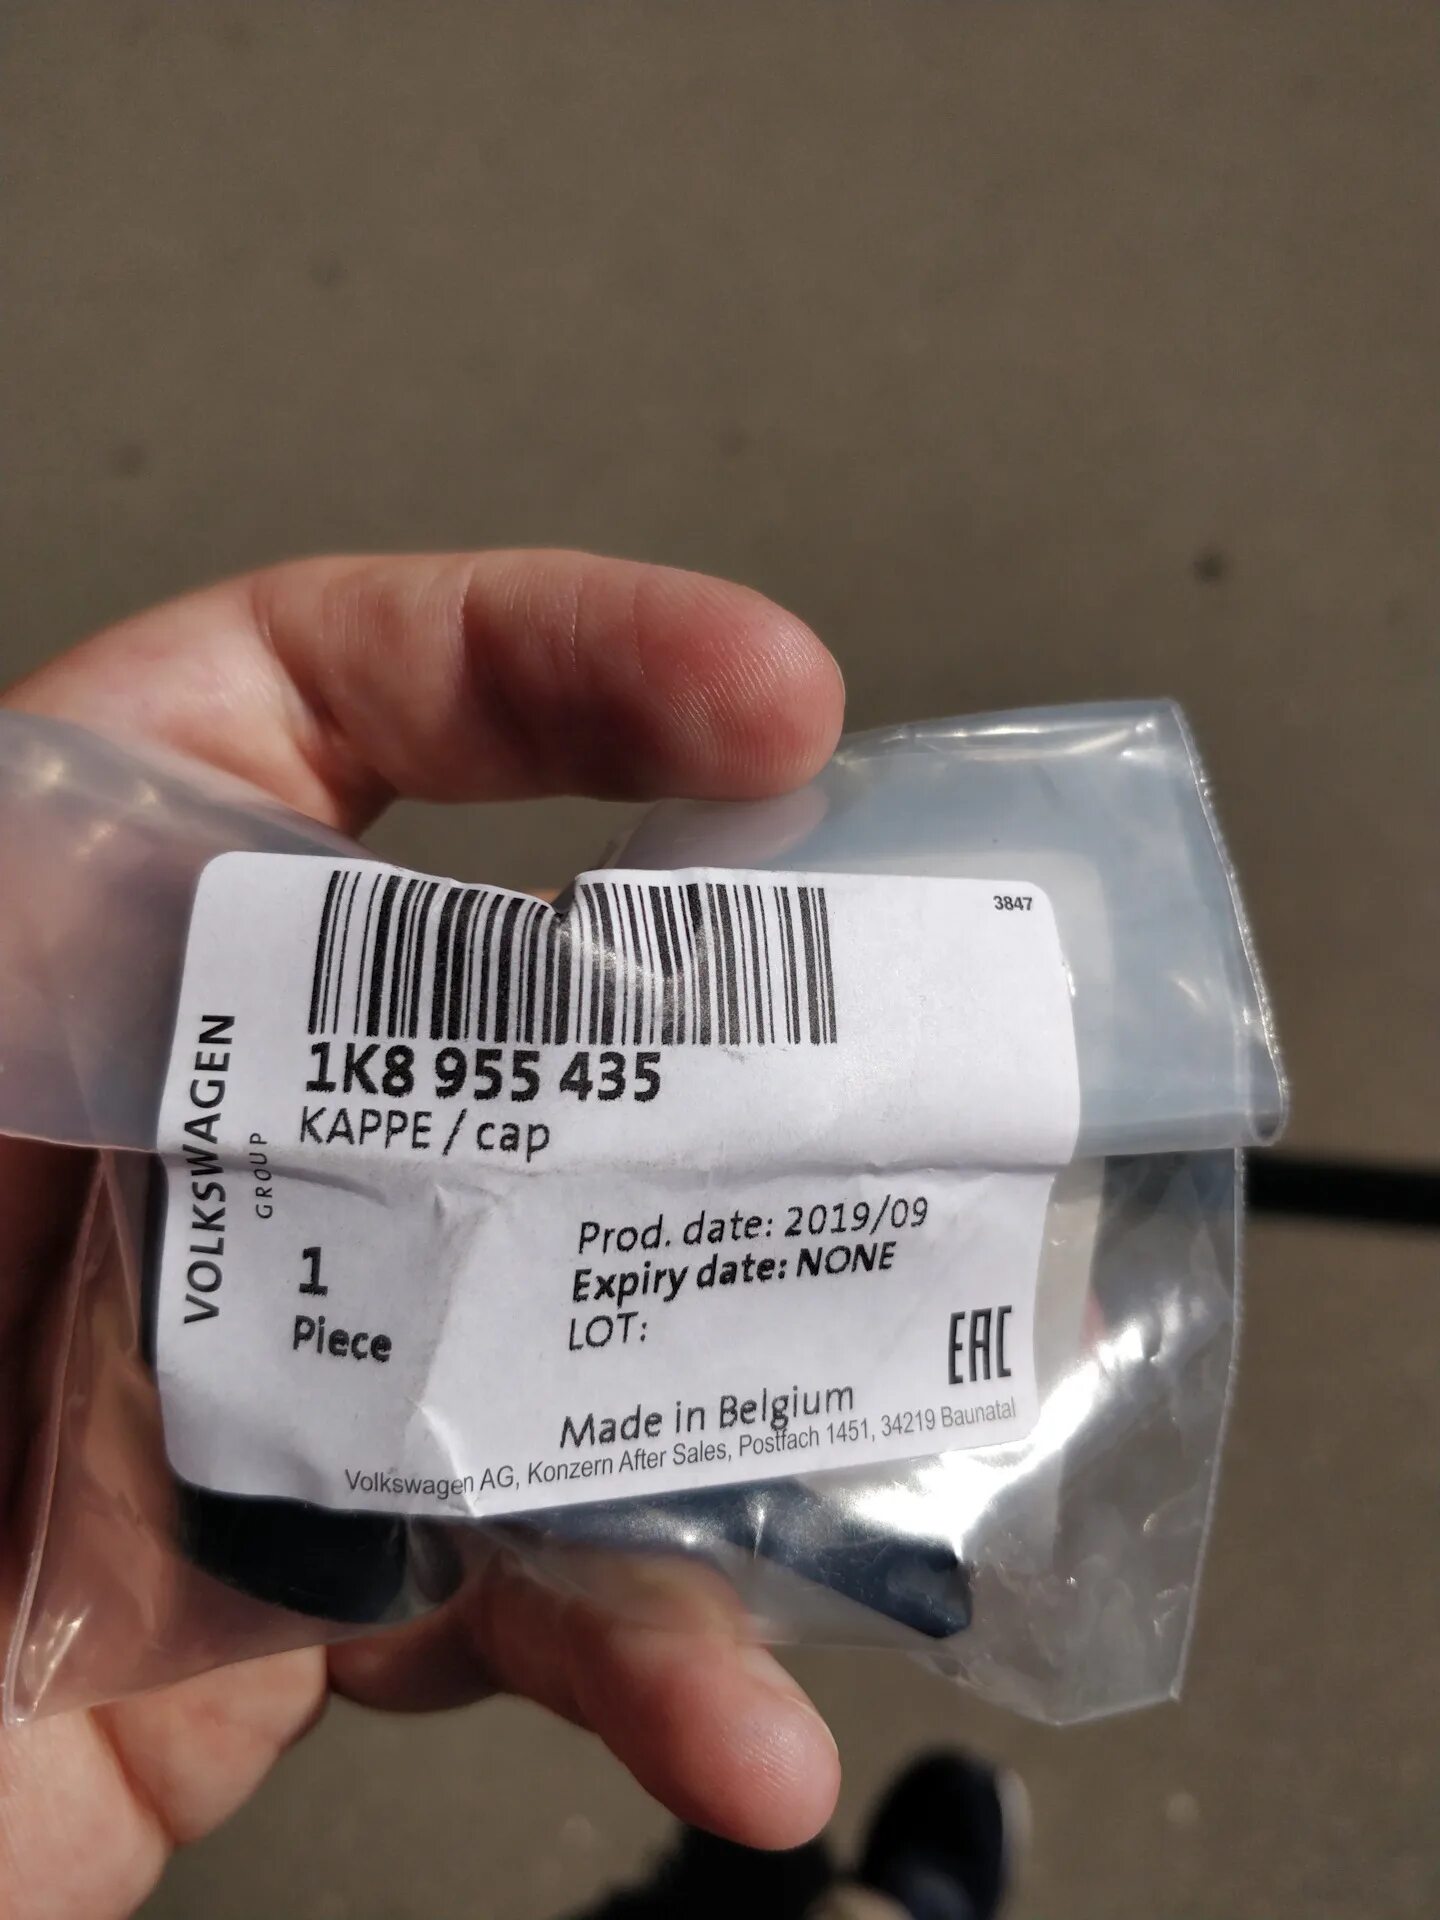 3847
1K8 955 435
KAPPE / cap
VOLKSWAGEN
GROUP
1
Piece
Prod. date: 2019/09
Expiry date: NONE
LOT:
EAC
Made in Belgium
Volkswagen AG, Konzern After Sales, Postfach 1451, 34219 Baunatal